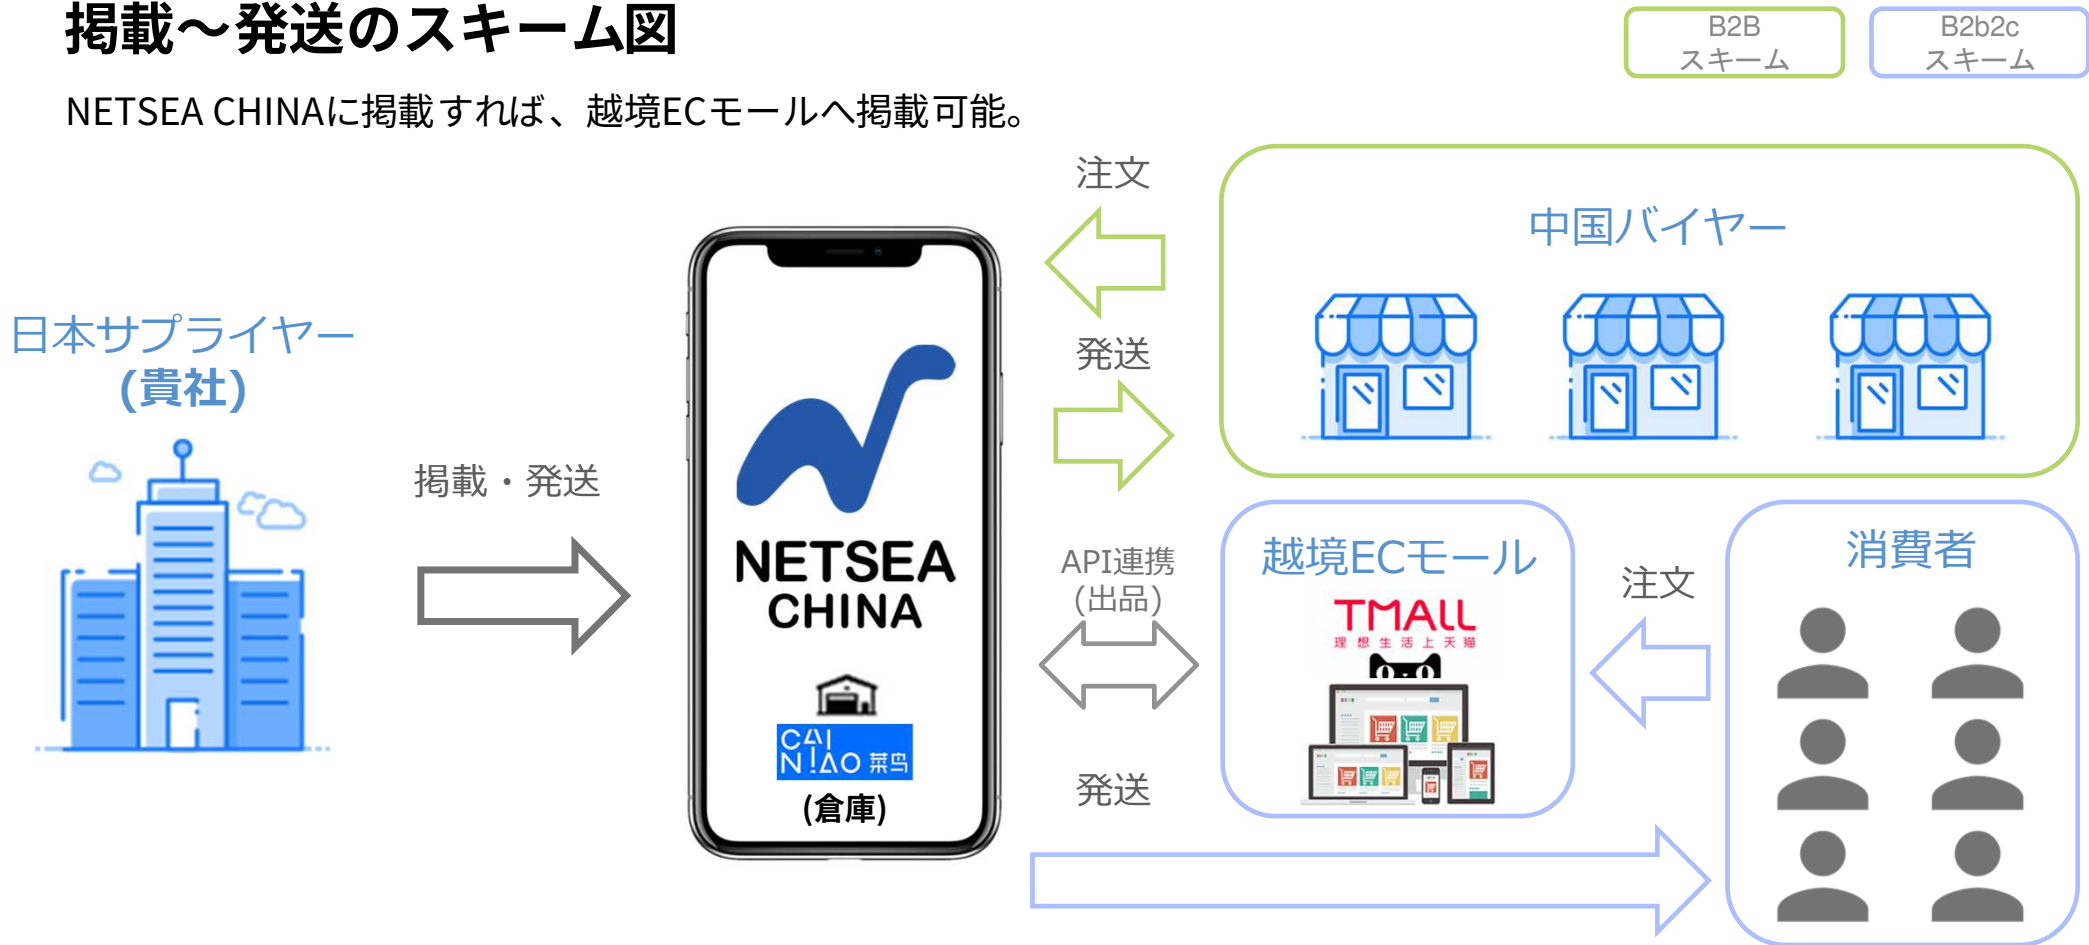 掲載～発送のスキーム図
B2B
スキーム
B2b2c
スキーム
NETSEA CHINAに掲載すれば、越境ECモールへ掲載可能。
日本サプライヤー
(貴社)
掲載・発送
NETSEA
CHINA
CAI
NIAO 菜鸟
(倉庫)
注文
発送
中国バイヤー
API連携
(出品)
発送
越境ECモール
TMALL
理想生活上天猫
注文
消費者